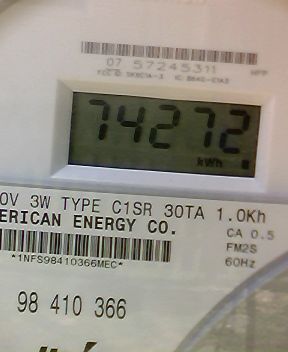 07 57245311
74272
kWh
0V 3W TYPE C1SR 30TA 1.0Kh
ERICAN ENERGY CO.
CA 0.5
FM2S
60Hz
*1NFS98410366MEC*
98 410 366